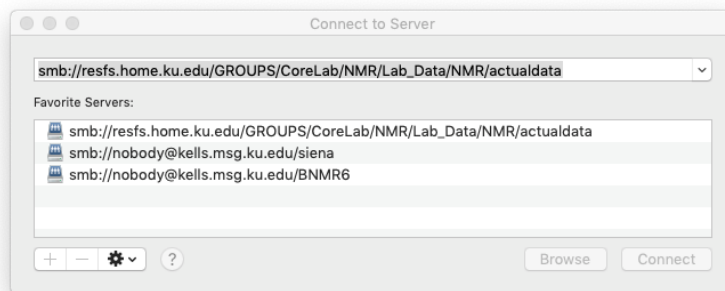 Connect to Server
smb://resfs.home.ku.edu/GROUPS/CoreLab/NMR/Lab_Data/NMR/actualdata
Favorite Servers:
smb://resfs.home.ku.edu/GROUPS/CoreLab/NMR/Lab_Data/NMR/actualdata
smb://nobody@kells.msg.ku.edu/siena
smb://nobody@kells.msg.ku.edu/BNMR6
+ − ? Browse Connect